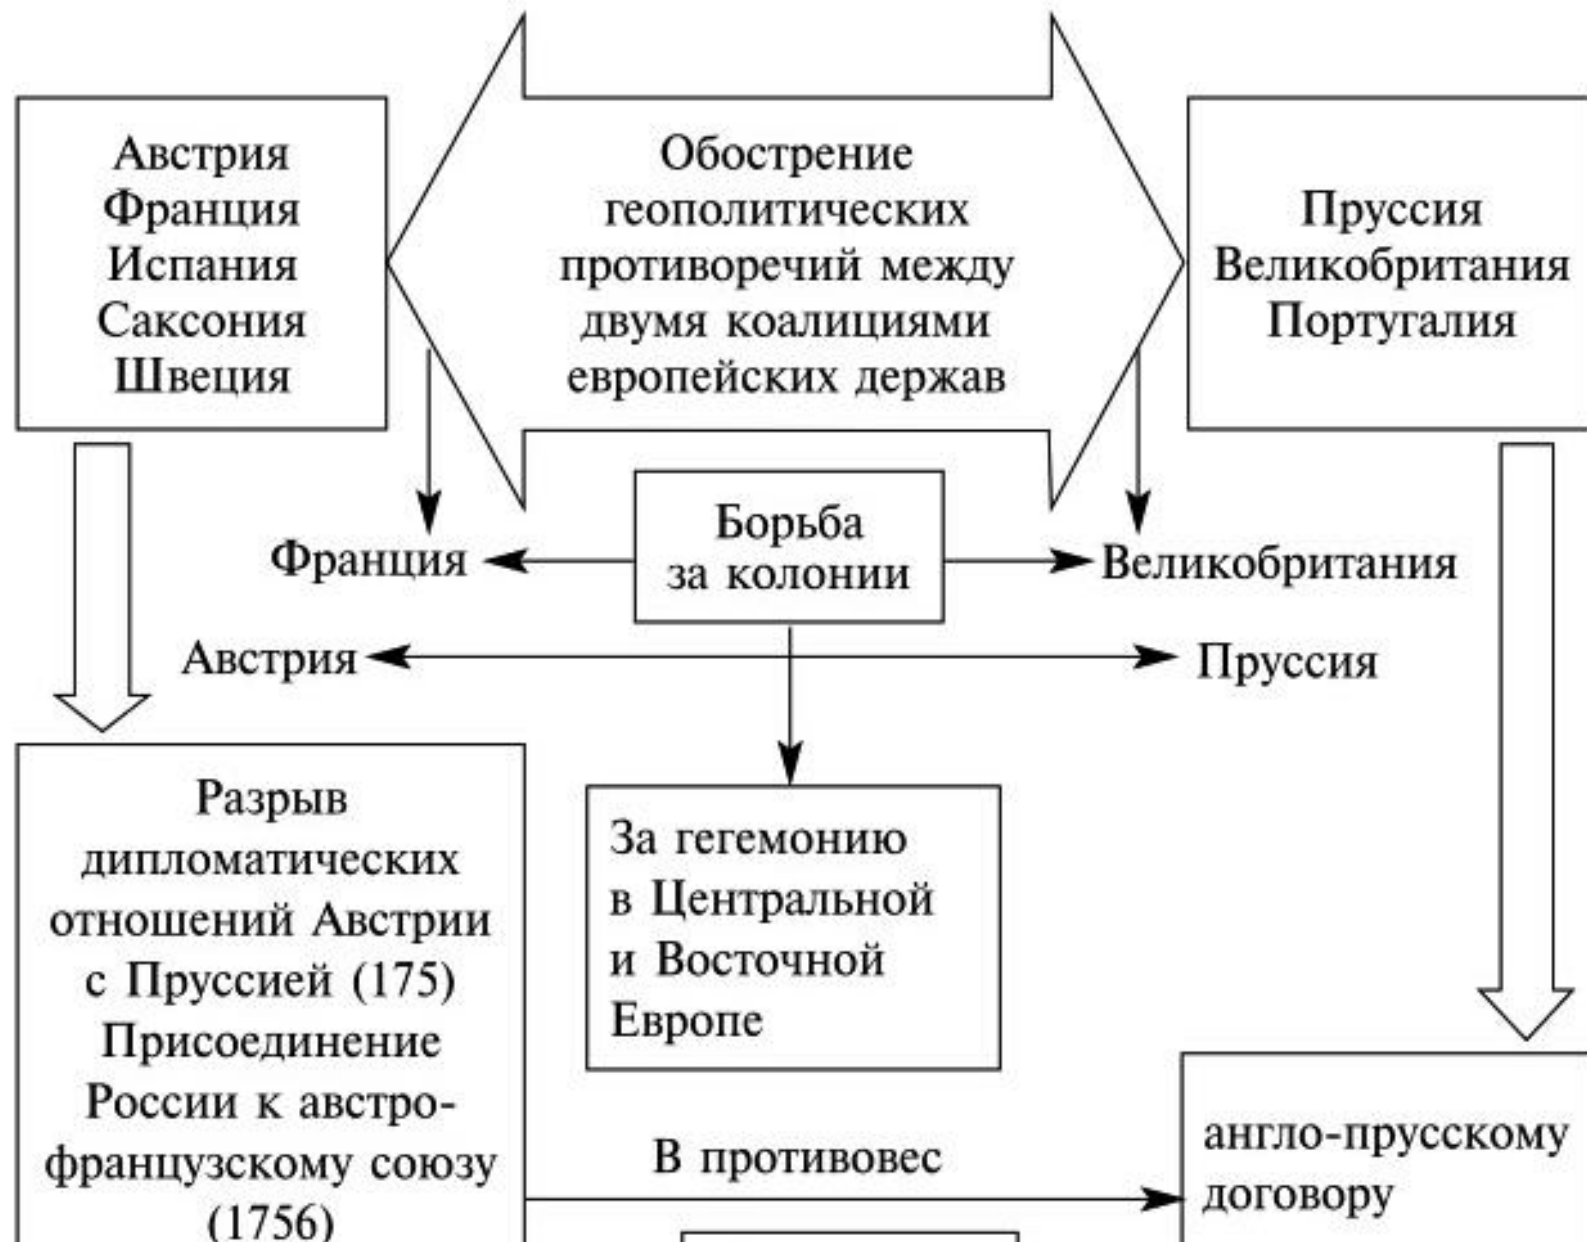 Австрия
Франция
Испания
Саксония
Швеция
Обострение
геополитических
противоречий между
двумя коалициями
европейских держав
Пруссия
Великобритания
Португалия
Франция
Борьба
за колонии
Великобритания
Австрия
Пруссия
Разрыв
дипломатических
отношений Австрии
с Пруссией (175)
Присоединение
России к австро-
французскому союзу
(1756)
За гегемонию
в Центральной
и Восточной
Европе
В противовес
англо-прусскому
договору